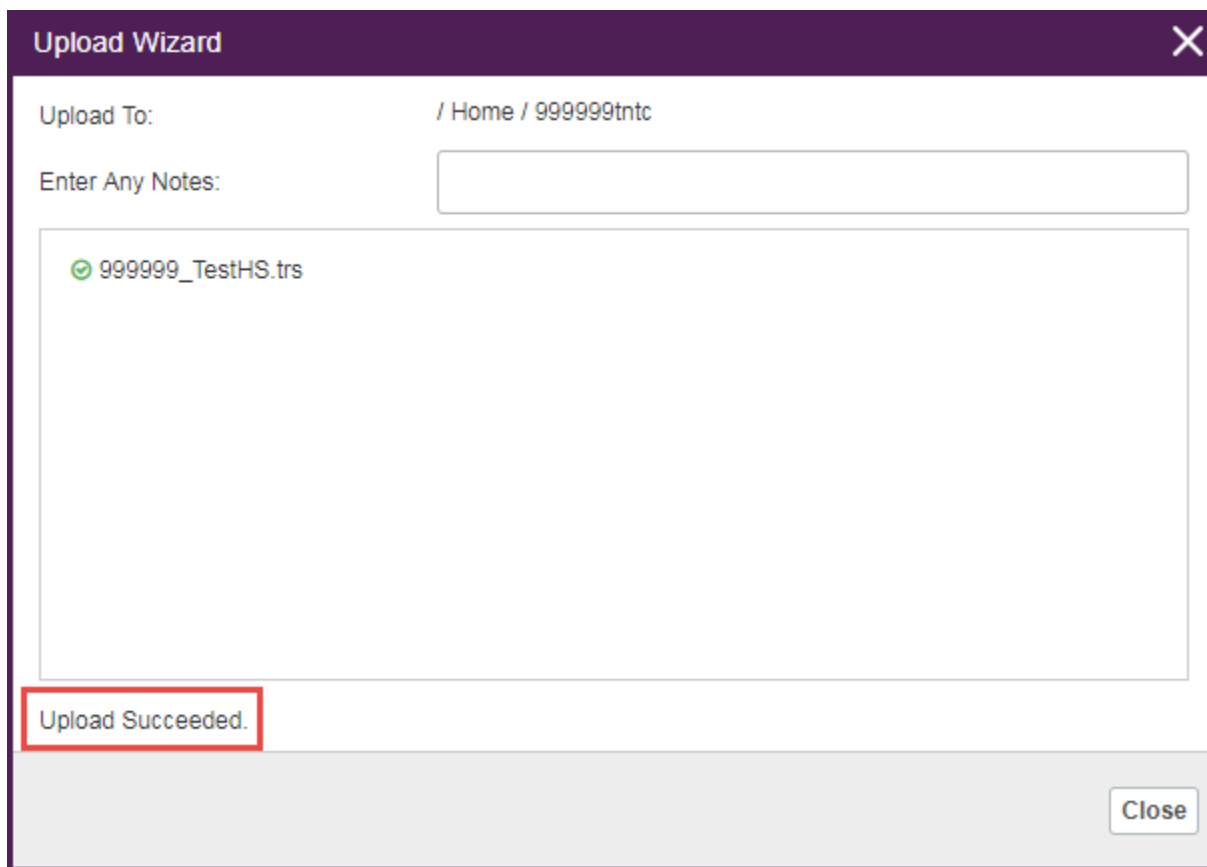 Upload Wizard
Upload To: / Home / 999999tntc
Enter Any Notes:
999999_TestHS.trs
Upload Succeeded.
Close